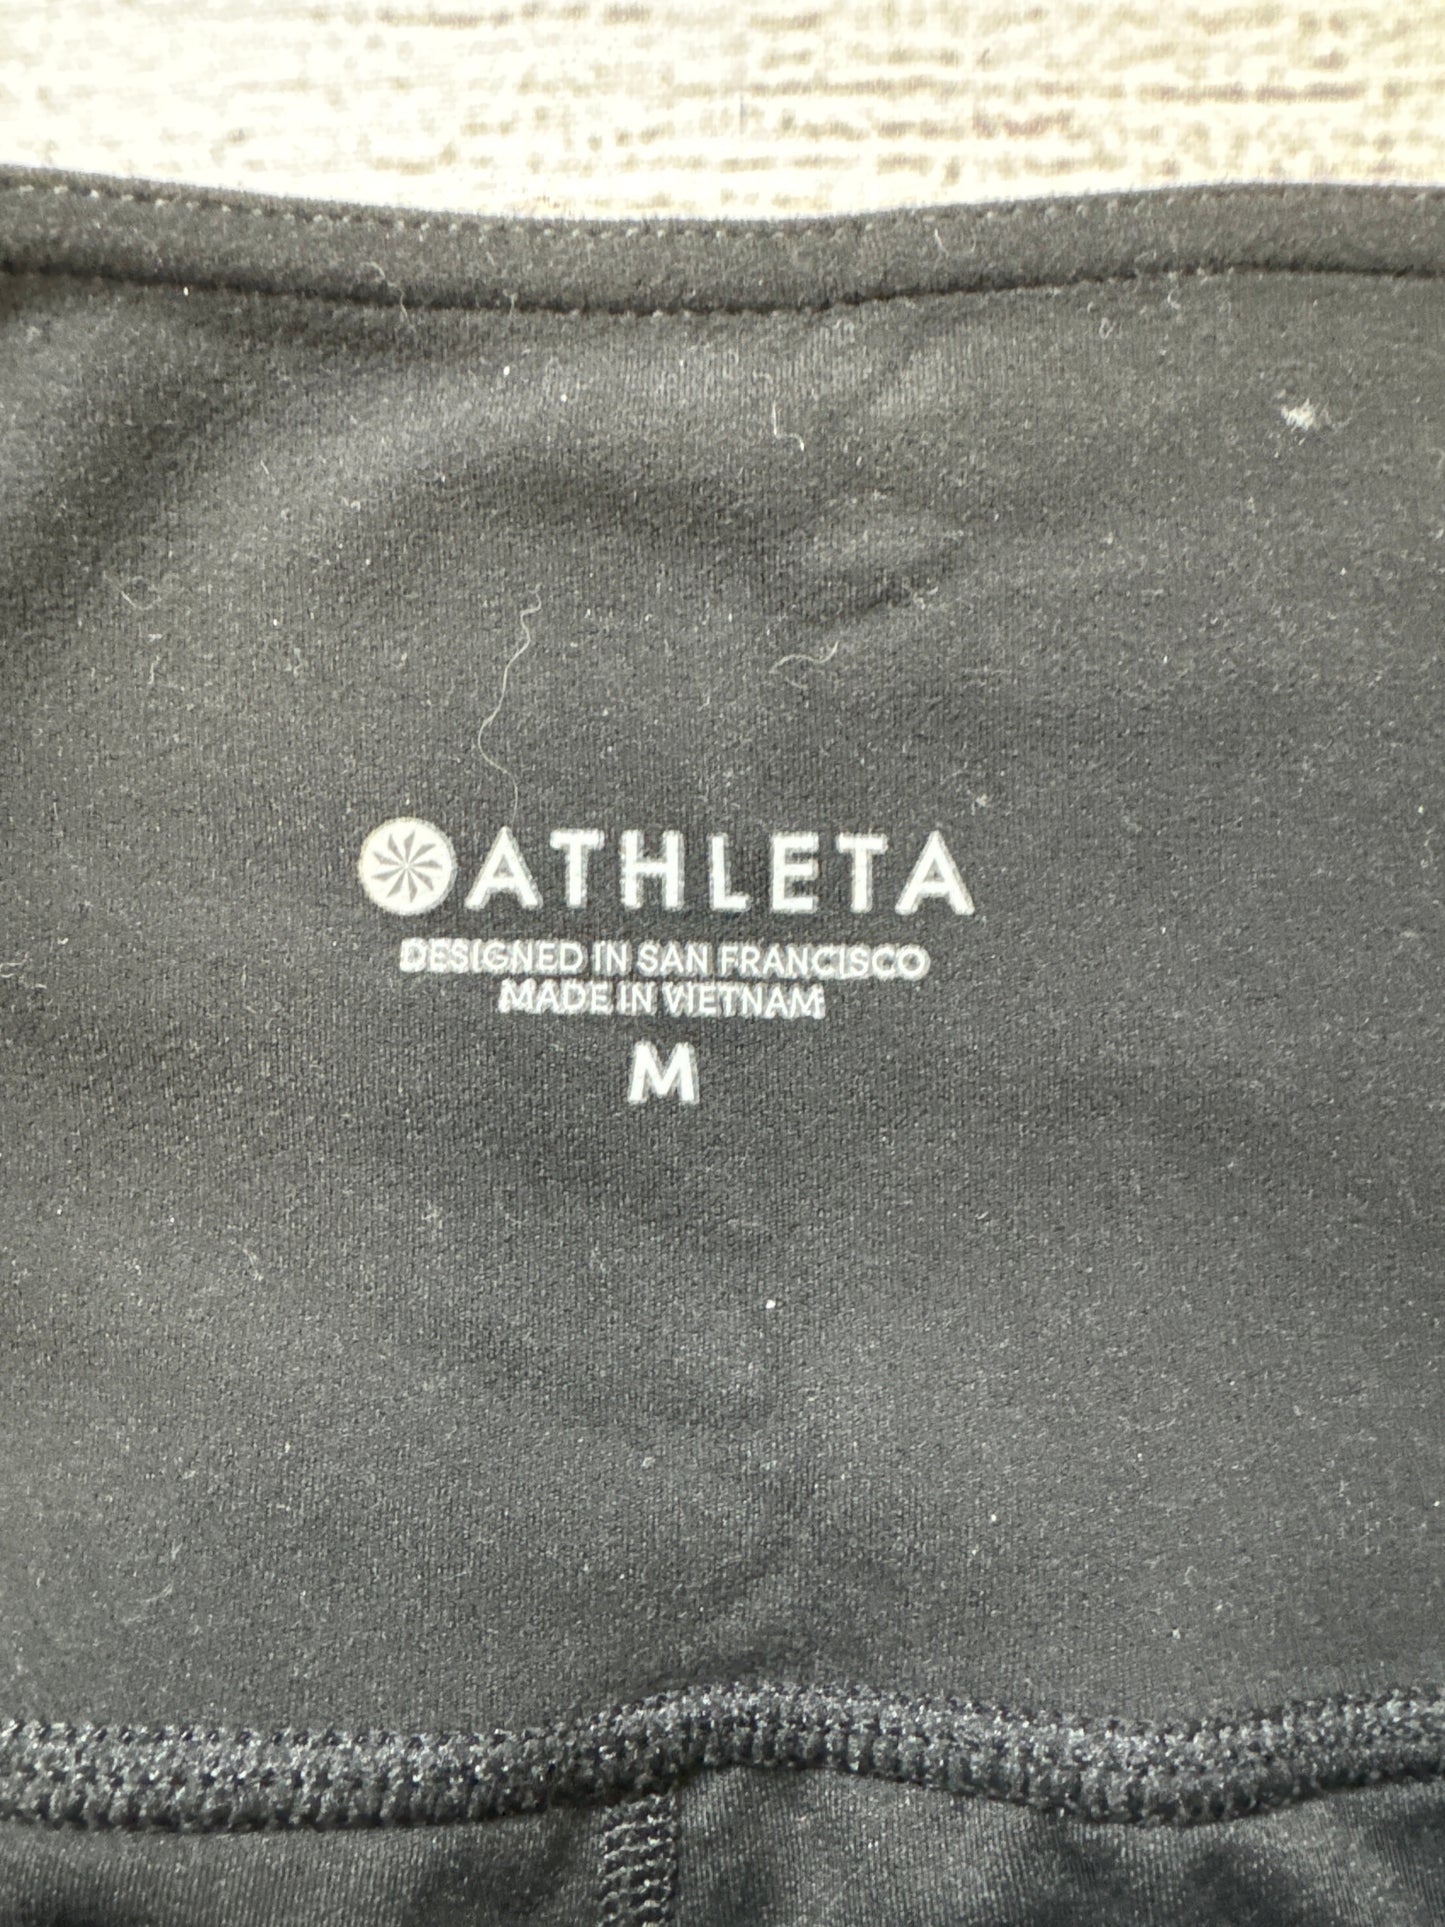 ATHLETA
DESIGNED IN SAN FRANCISCO
MADE IN VIETNAM
M